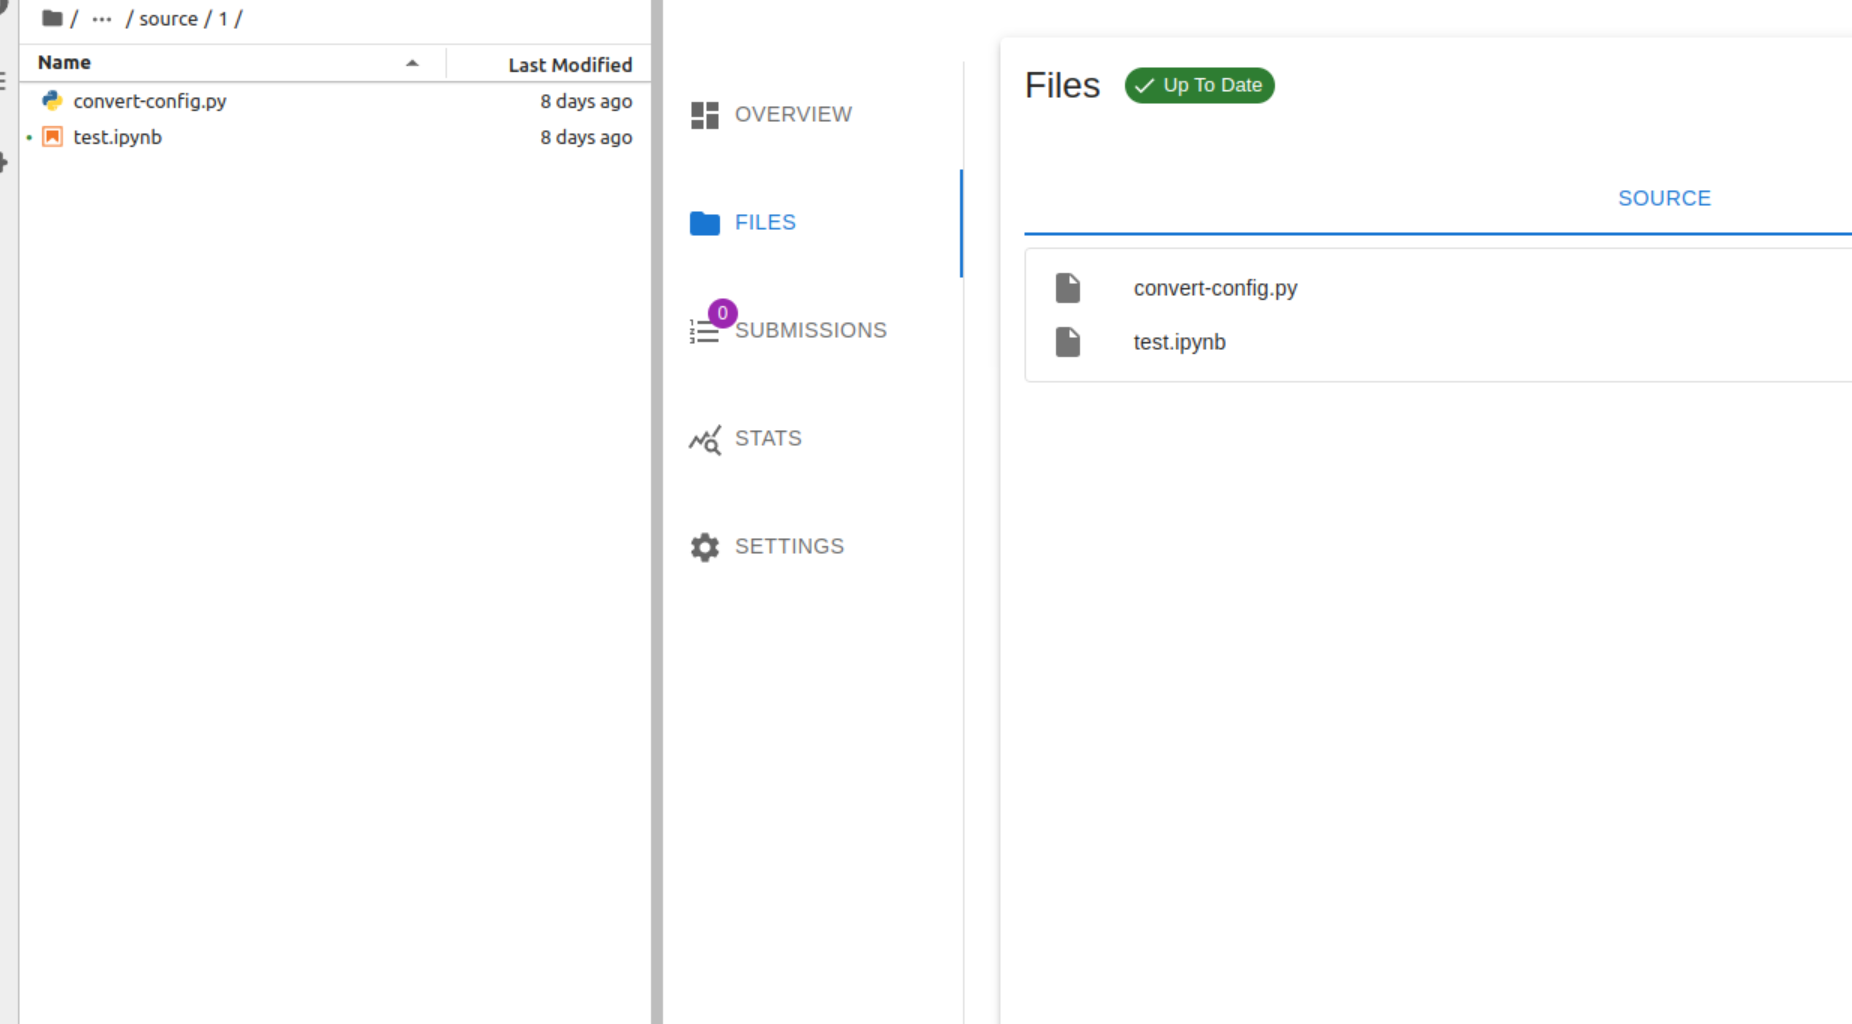 / ··· / source / 1 /
Name Last Modified
convert-config.py 8 days ago
test.ipynb 8 days ago
OVERVIEW
FILES
0
SUBMISSIONS
STATS
SETTINGS
Files Up To Date
SOURCE
convert-config.py
test.ipynb